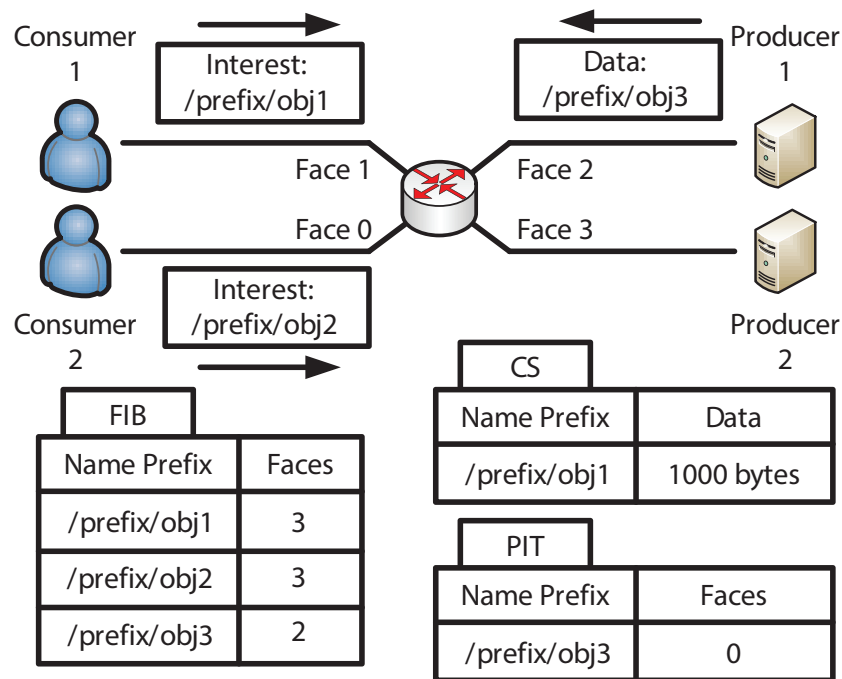 Consumer
1
Interest:
/prefix/obj1
Data:
/prefix/obj3
Producer
1
Face 1
Face 2
Face 0
Face 3
Consumer
2
Interest:
/prefix/obj2
Producer
2
FIB
Name Prefix Faces
/prefix/obj1 3
/prefix/obj2 3
/prefix/obj3 2
CS
Name Prefix Data
/prefix/obj1 1000 bytes
PIT
Name Prefix Faces
/prefix/obj3 0